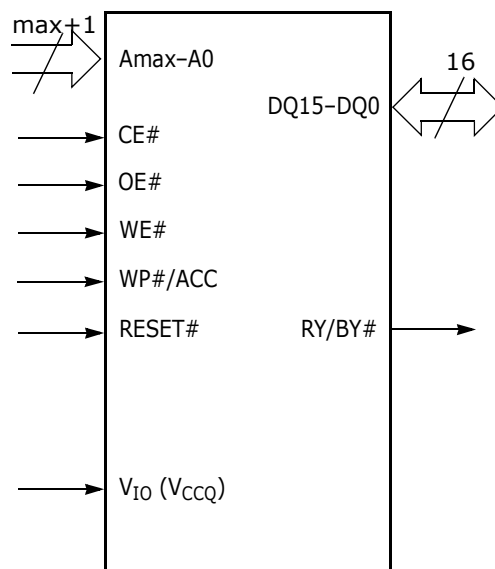 max+1
Amax–A0
16
DQ15–DQ0
CE#
OE#
WE#
WP#/ACC
RESET#
RY/BY#
VIO (VCCQ)